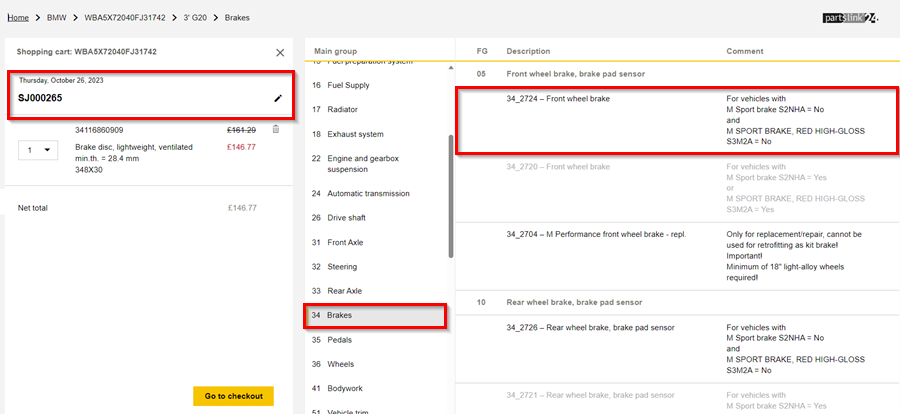 Home > BMW > WBA5X72040FJ31742 > 3' G20 > Brakes
partslink24.
Shopping cart: WBA5X72040FJ31742
Thursday, October 26, 2023
SJ000265
34116860909 £161.29
1 Brake disc, lightweight, ventilated £146.77
min.th. = 28.4 mm
348X30
Net total £146.77
Go to checkout
Main group
15 Fuel preparation system
16 Fuel Supply
17 Radiator
18 Exhaust system
22 Engine and gearbox
suspension
24 Automatic transmission
26 Drive shaft
31 Front Axle
32 Steering
33 Rear Axle
34 Brakes
35 Pedals
36 Wheels
41 Bodywork
51 Vehicle trim
FG Description Comment
05 Front wheel brake, brake pad sensor
34_2724 – Front wheel brake For vehicles with
M Sport brake S2NHA = No
and
M SPORT BRAKE, RED HIGH-GLOSS
S3M2A = No
34_2720 – Front wheel brake For vehicles with
M Sport brake S2NHA = Yes
or
M SPORT BRAKE, RED HIGH-GLOSS
S3M2A = Yes
34_2704 – M Performance front wheel brake - repl. Only for replacement/repair, cannot be
used for retrofitting as kit brake!
Important!
Minimum of 18" light-alloy wheels
required!
10 Rear wheel brake, brake pad sensor
34_2726 – Rear wheel brake, brake pad sensor For vehicles with
M Sport brake S2NHA = No
and
M SPORT BRAKE, RED HIGH-GLOSS
S3M2A = No
34_2721 – Rear wheel brake, brake pad sensor For vehicles with
M Sport brake S2NHA = Yes